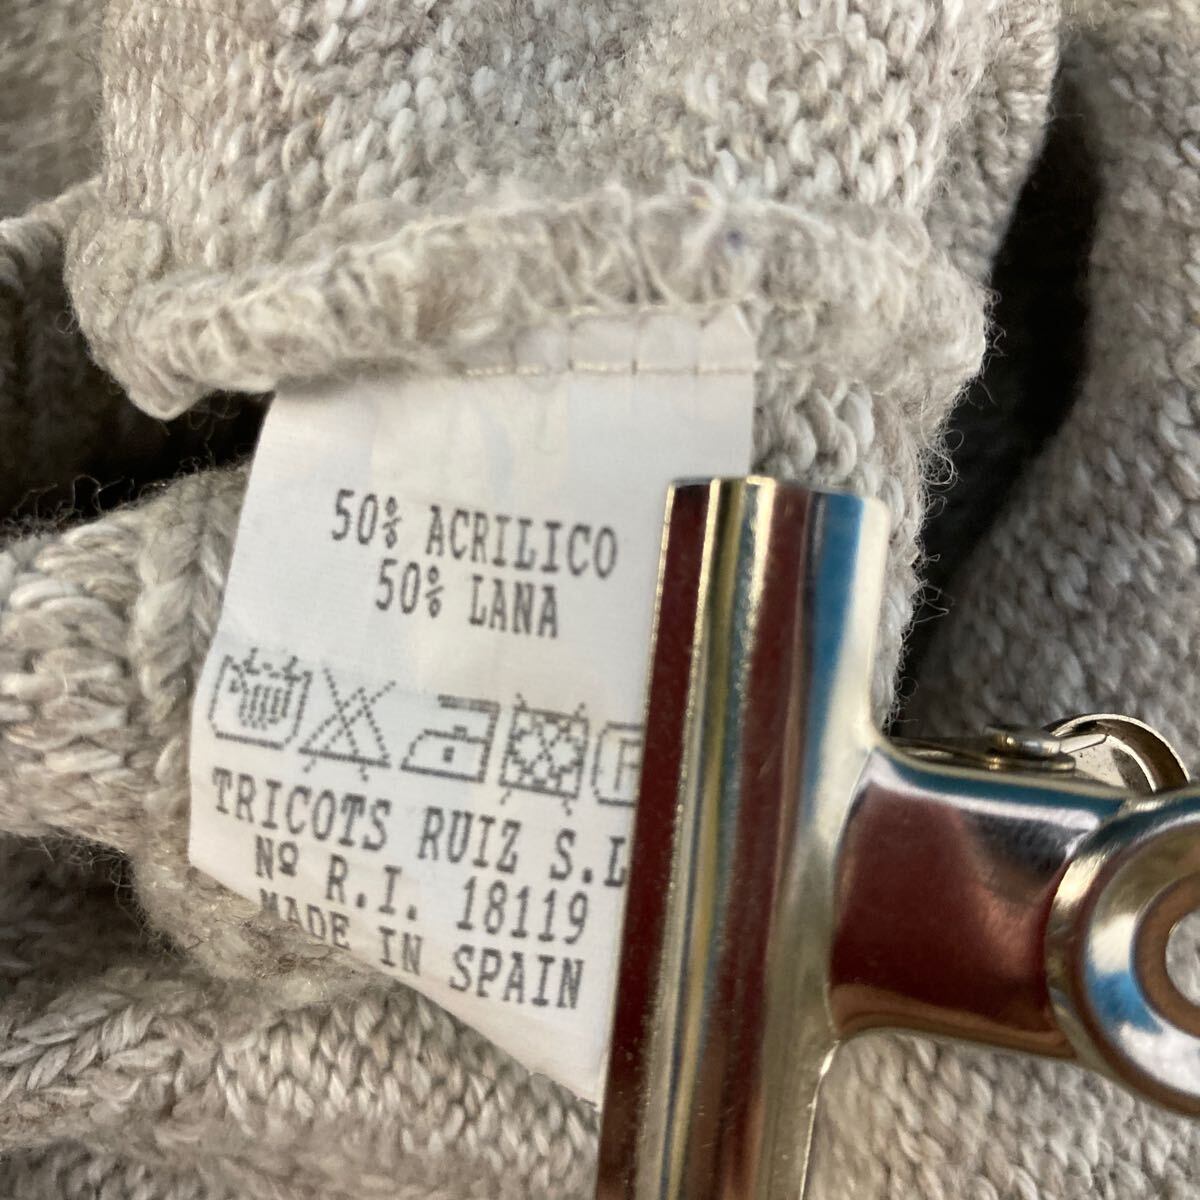 50% ACRILICO
50% LANA
TRICOTS RUIZ S.L
Nº R.I. 18119
MADE IN SPAIN